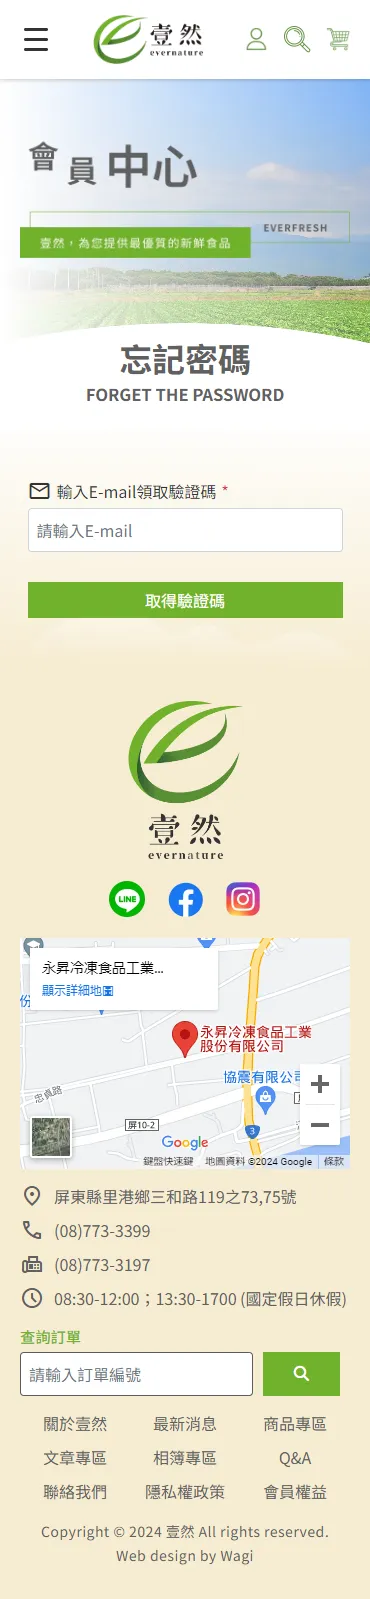 壹然
evernature
會員中心
EVERFRESH
壹然，為您提供最優質的新鮮食品
忘記密碼
FORGET THE PASSWORD
輸入E-mail領取驗證碼 *
請輸入E-mail
取得驗證碼
壹然
evernature
LINE
永昇冷凍食品工業...
顯示詳細地圖
份
永昇冷凍食品工業
股份有限公司
協震有限公司
忠貞路
屏10-2
3
Google
鍵盤快速鍵
地圖資料 ©2024 Google
條款
屏東縣里港鄉三和路119之73,75號
(08)773-3399
(08)773-3197
08:30-12:00；13:30-1700 (國定假日休假)
查詢訂單
請輸入訂單編號
關於壹然 最新消息 商品專區
文章專區 相簿專區 Q&A
聯絡我們 隱私權政策 會員權益
Copyright © 2024 壹然 All rights reserved.
Web design by Wagi